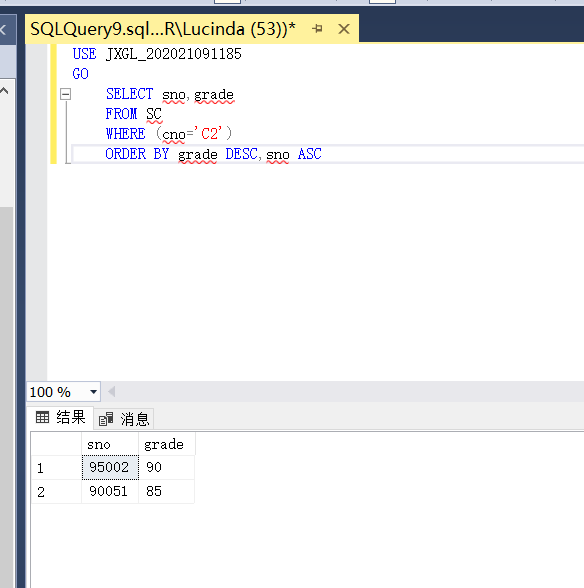 SQLQuery9.sql...R\Lucinda (53))*
USE JXGL_202021091185
GO
SELECT sno,grade
FROM SC
WHERE (cno='C2')
ORDER BY grade DESC,sno ASC
100 %
结果 消息
sno grade
1 95002 90
2 90051 85